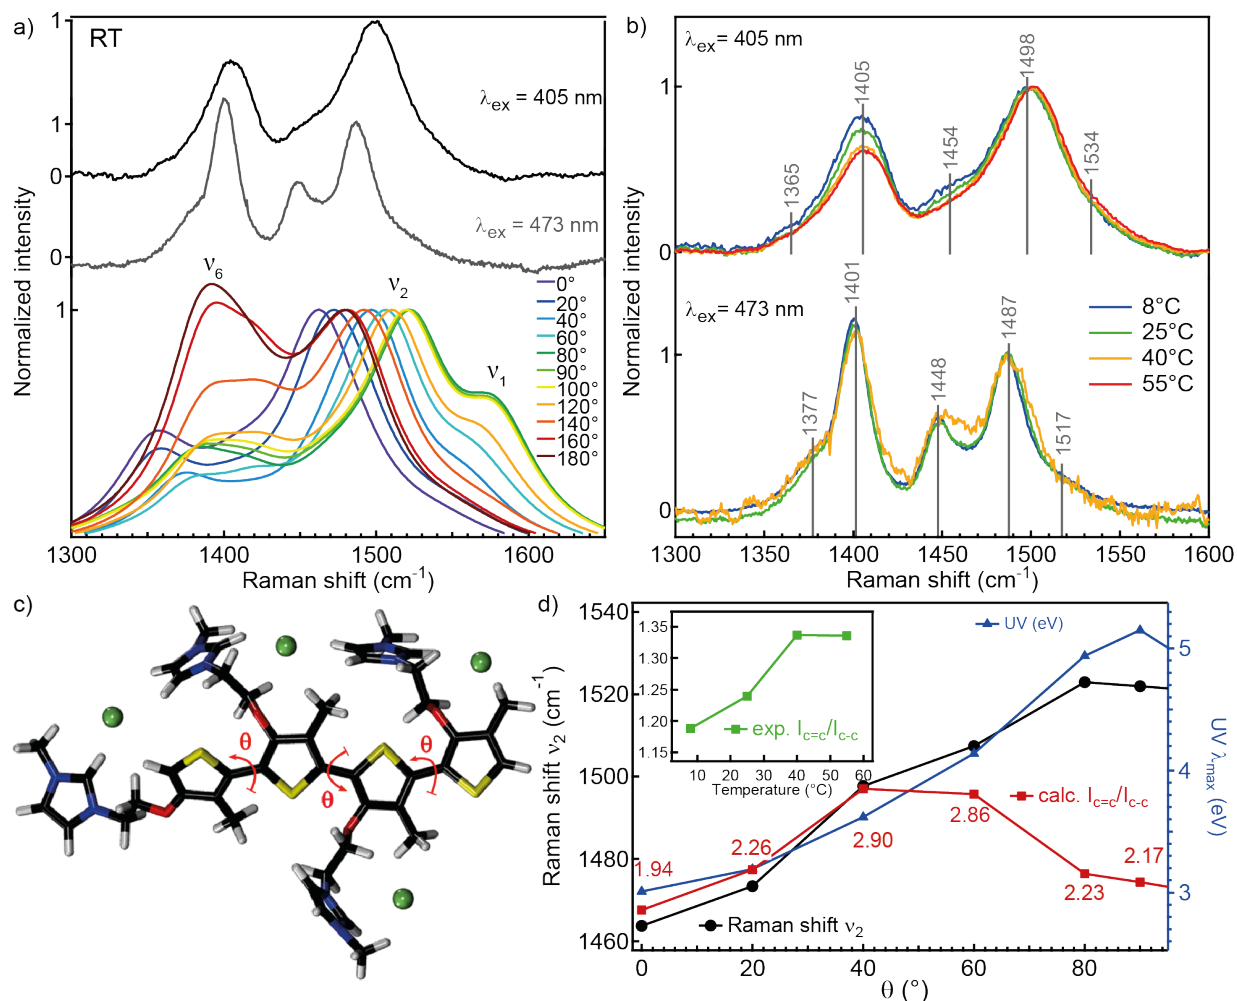 a)
RT
1
λex = 405 nm
1
0
λex = 473 nm
0
ν6
ν2
ν1
1
0°
20°
40°
60°
80°
90°
100°
120°
140°
160°
180°
Normalized intensity
1300 1400 1500 1600
Raman shift (cm-1)
b)
λex= 405 nm
1365
1405
1454
1498
1534
1
0
λex= 473 nm
1377
1401
1448
1487
1517
8°C
25°C
40°C
55°C
1
0
Normalized intensity
1300 1350 1400 1450 1500 1550 1600
Raman shift (cm-1)
c)
θ
θ
θ
d)
1540
1520
1500
1480
1460
Raman shift ν2 (cm-1)
1.35
1.30
1.25
1.20
1.15
exp. Ic=c/Ic-c
10 20 30 40 50 60
Temperature (°C)
UV (eV)
calc. Ic=c/Ic-c
1.94
2.26
2.90
2.86
2.23
2.17
Raman shift ν2
5
4
3
UV λmax (eV)
0 20 40 60 80
θ (°)